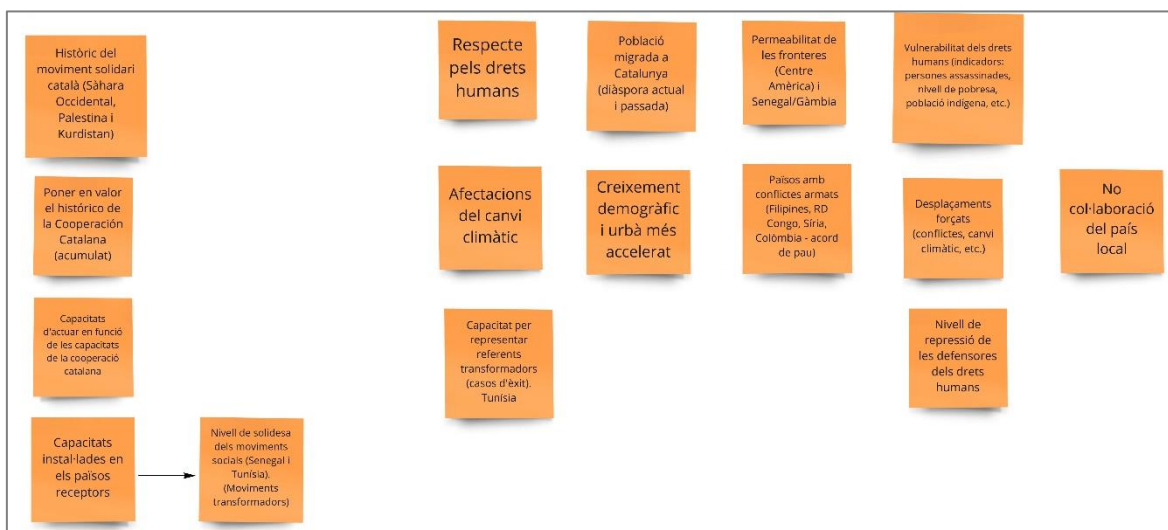 Històric del
moviment solidari
català (Sàhara
Occidental,
Palestina i
Kurdistan)
Respecte
pels drets
humans
Població
migrada a
Catalunya
(diàspora actual
i passada)
Permeabilitat de
les fronteres
(Centre
Amèrica) i
Senegal/Gàmbia
Vulnerabilitat dels drets
humans (indicadors:
persones assassinades,
nivell de pobresa,
població indígena, etc.)
Poner en valor
el histórico de
la Cooperación
Catalana
(acumulat)
Afectacions
del canvi
climàtic
Creixement
demogràfic
i urbà més
accelerat
Països amb
conflictes armats
(Filipines, RD
Congo, Síria,
Colòmbia - acord
de pau)
Desplaçaments
forçats
(conflictes, canvi
climàtic, etc.)
No
col·laboració
del país
local
Capacitats
d'actuar en funció
de les capacitats
de la cooperació
catalana
Capacitat per
representar
referents
transformadors
(casos d'èxit).
Tunísia
Nivell de
repressió de
les defensores
dels drets
humans
Capacitats
instal·lades en
els països
receptors
Nivell de solidesa
dels moviments
socials (Senegal i
Tunísia).
(Moviments
transformadors)